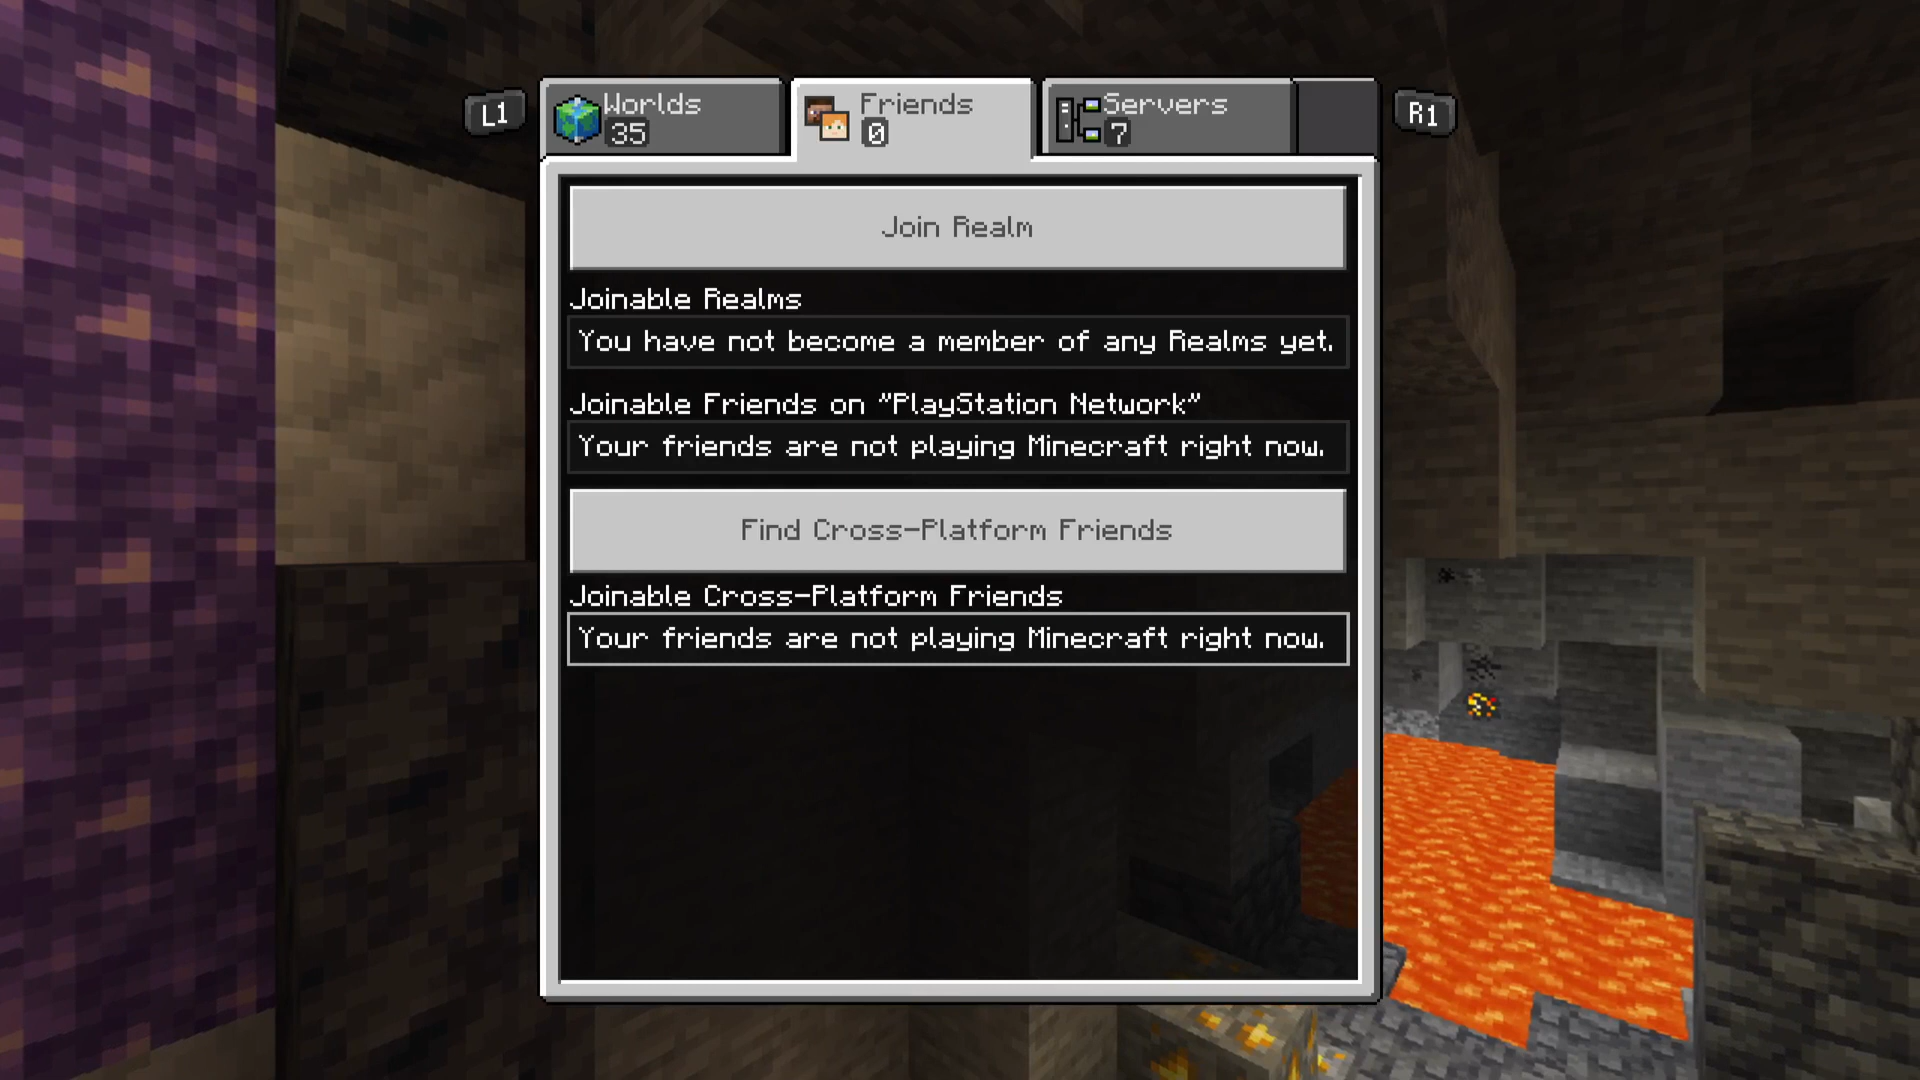 L1
Worlds
35
Friends
0
Servers
7
R1
Join Realm
Joinable Realms
You have not become a member of any Realms yet.
Joinable Friends on "PlayStation Network"
Your friends are not playing Minecraft right now.
Find Cross-Platform Friends
Joinable Cross-Platform Friends
Your friends are not playing Minecraft right now.